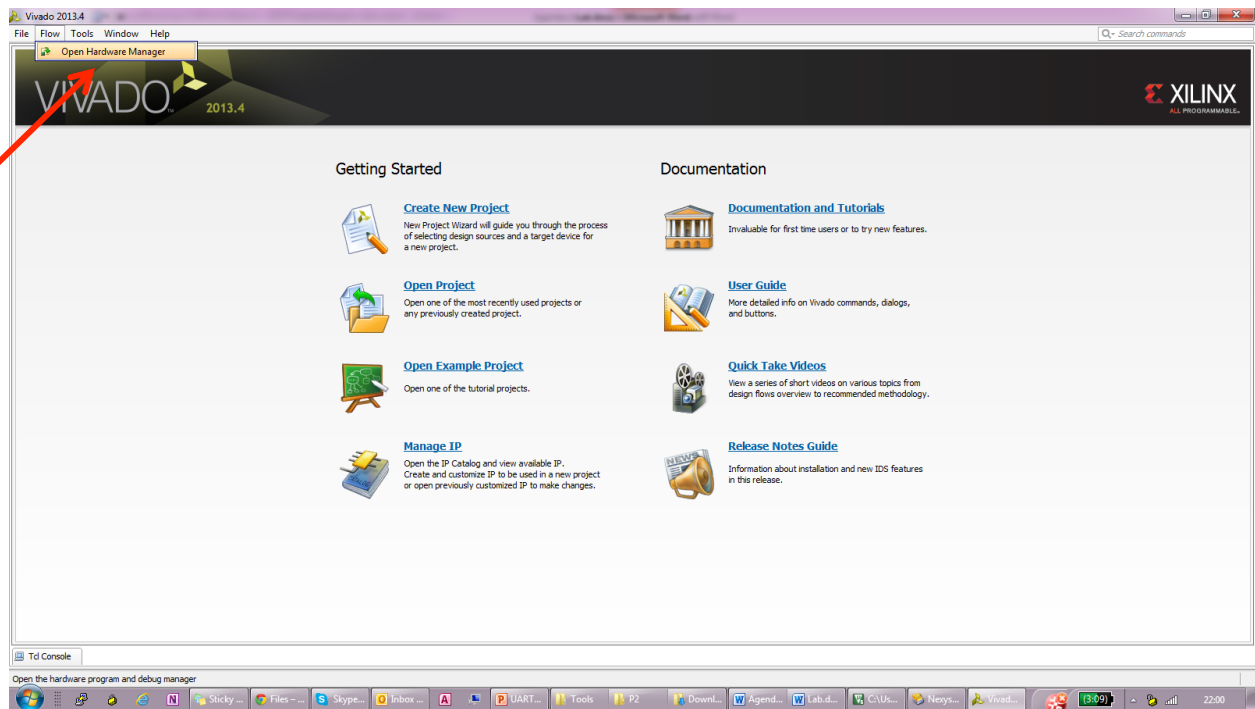 Vivado 2013.4
File Flow Tools Window Help
Search commands
Open Hardware Manager
VIVADO 2013.4
XILINX
ALL PROGRAMMABLE.
Getting Started
Create New Project
New Project Wizard will guide you through the process
of selecting design sources and a target device for
a new project.
Open Project
Open one of the most recently used projects or
any previously created project.
Open Example Project
Open one of the tutorial projects.
Manage IP
Open the IP Catalog and view available IP.
Create and customize IP to be used in a new project
or open previously customized IP to make changes.
Documentation
Documentation and Tutorials
Invaluable for first time users or to try new features.
User Guide
More detailed info on Vivado commands, dialogs,
and buttons.
Quick Take Videos
View a series of short videos on various topics from
design flows overview to recommended methodology.
NEWS
Release Notes Guide
Information about installation and new IDS features
in this release.
Tcl Console
Open the hardware program and debug manager
Sticky ... Files – ... Skype... Inbox ... UART... Tools P2 Downl... Agend... Lab.d... C:\Us... Nexys... Vivad... (3:09) 22:00